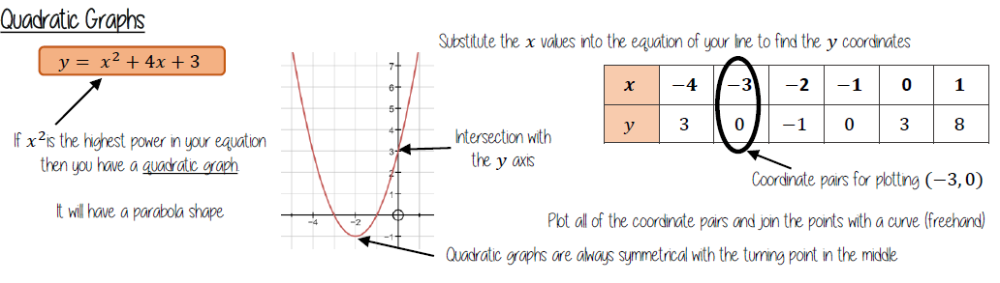 Quadratic Graphs
y = x² + 4x + 3
If x² is the highest power in your equation
then you have a quadratic graph
It will have a parabola shape
7
6
5
4
3
2
1
−4 −2
−1
Intersection with
the y axis
Quadratic graphs are always symmetrical with the turning point in the middle
Substitute the x values into the equation of your line to find the y coordinates
x −4 −3 −2 −1 0 1
y 3 0 −1 0 3 8
Coordinate pairs for plotting (−3, 0)
Plot all of the coordinate pairs and join the points with a curve (freehand)